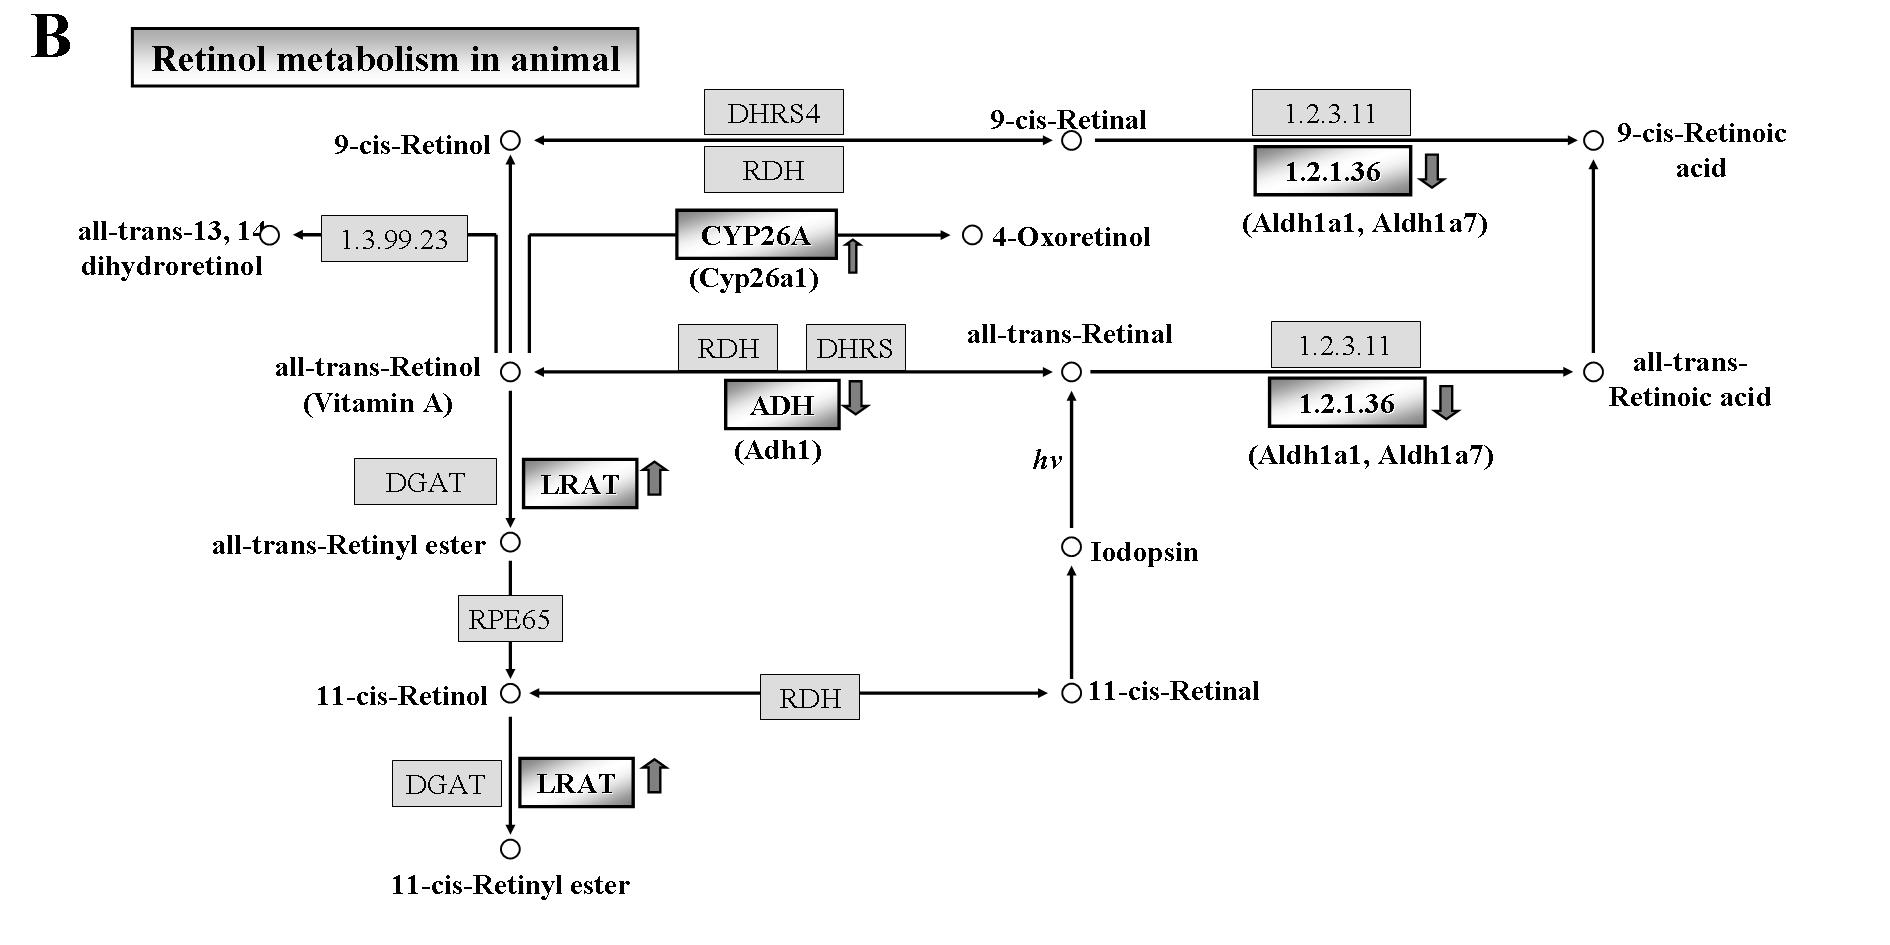 B
Retinol metabolism in animal
DHRS4
1.2.3.11
9-cis-Retinol
9-cis-Retinal
9-cis-Retinoic
acid
RDH
1.2.1.36
(Aldh1a1, Aldh1a7)
all-trans-13, 14
dihydroretinol
1.3.99.23
CYP26A
(Cyp26a1)
4-Oxoretinol
RDH
DHRS
all-trans-Retinal
1.2.3.11
all-trans-Retinol
(Vitamin A)
all-trans-
Retinoic acid
ADH
(Adh1)
1.2.1.36
(Aldh1a1, Aldh1a7)
hv
DGAT
LRAT
all-trans-Retinyl ester
Iodopsin
RPE65
11-cis-Retinol
RDH
11-cis-Retinal
DGAT
LRAT
11-cis-Retinyl ester